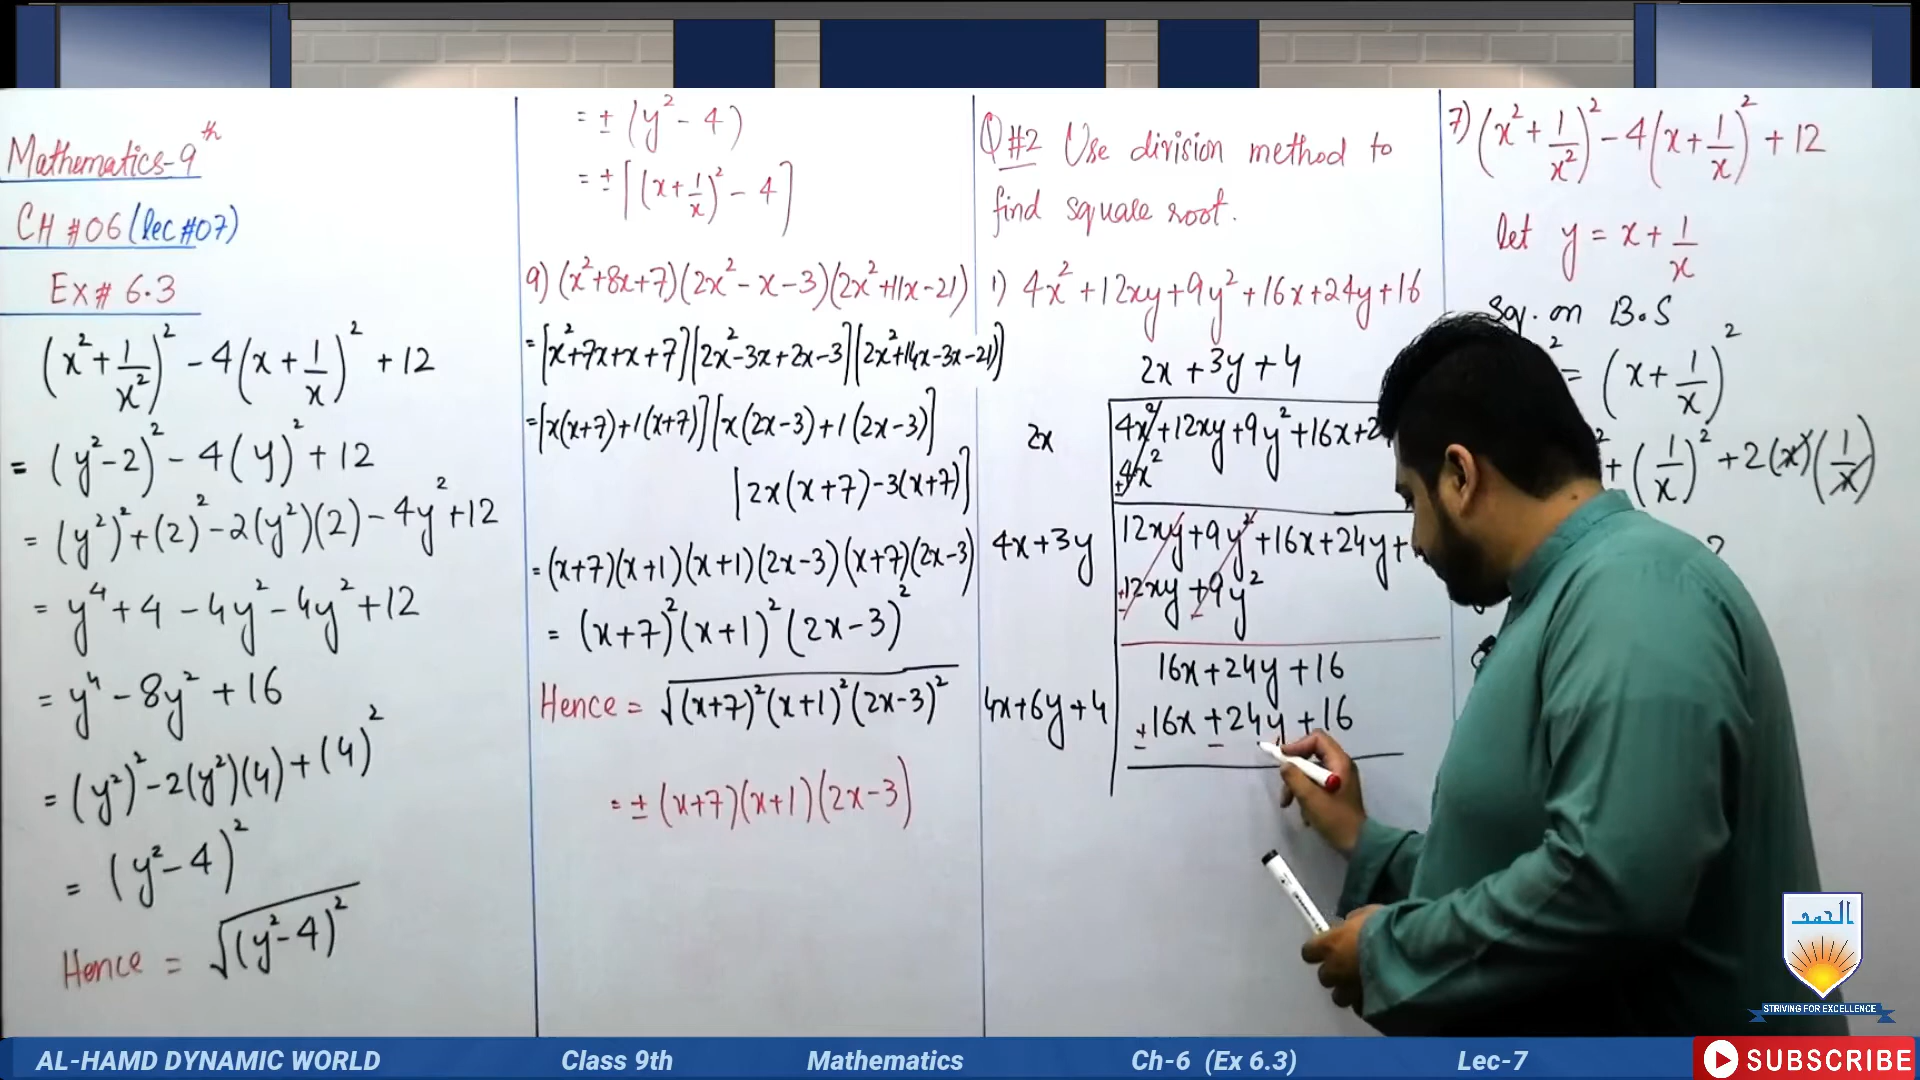 Mathematics-9th
CH #06 (lec#07)
Ex# 6.3
(x² + 1/x²)² - 4(x + 1/x)² + 12
= (y²-2)² - 4(y)² + 12
= (y²)² + (2)² - 2(y²)(2) - 4y² + 12
= y⁴ + 4 - 4y² - 4y² + 12
= y⁴ - 8y² + 16
= (y²)² - 2(y²)(4) + (4)²
= (y² - 4)²
Hence = √(y²-4)²
= ± (y² - 4)
= ± [(x + 1/x)² - 4]
9) (x²+8x+7)(2x²-x-3)(2x²+11x-21)
= [x²+7x+x+7][2x²-3x+2x-3][2x²+14x-3x-21]
= [x(x+7)+1(x+7)][x(2x-3)+1(2x-3)]
[2x(x+7)-3(x+7)]
= (x+7)(x+1)(x+1)(2x-3)(x+7)(2x-3)
= (x+7)²(x+1)²(2x-3)²
Hence = √(x+7)²(x+1)²(2x-3)²
= ± (x+7)(x+1)(2x-3)
Q#2 Use division method to
find square root.
1) 4x²+12xy+9y²+16x+24y+16
2x+3y+4
2x 4x²+12xy+9y²+16x+2
±4x²
4x+3y 12xy+9y²+16x+24y+
±12xy ±9y²
16x+24y+16
4x+6y+4 ±16x ±24y +16
7) (x² + 1/x²)² - 4(x + 1/x)² + 12
let y = x + 1/x
Sq. on B.S
² = (x + 1/x)²
² + (1/x)² + 2(x)(1/x)
2
الحمد
STRIVING FOR EXCELLENCE
AL-HAMD DYNAMIC WORLD Class 9th Mathematics Ch-6 (Ex 6.3) Lec-7 SUBSCRIBE